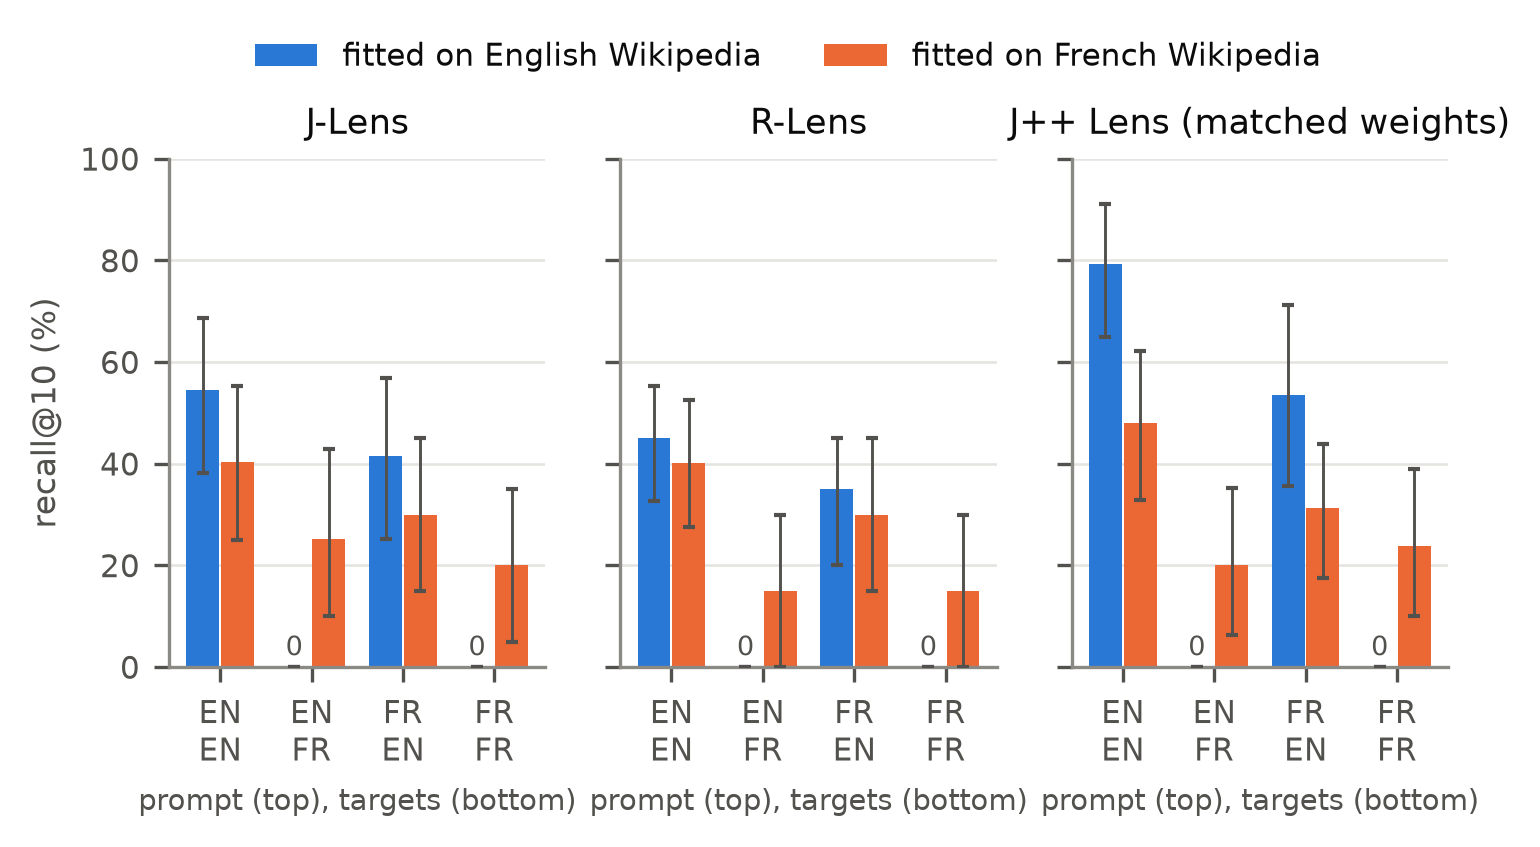 fitted on English Wikipedia fitted on French Wikipedia
J-Lens R-Lens J++ Lens (matched weights)
recall@10 (%)
100
80
60
40
20
0
0 0 0 0 0 0
EN EN FR FR EN EN FR FR EN EN FR FR
EN FR EN FR EN FR EN FR EN FR EN FR
prompt (top), targets (bottom) prompt (top), targets (bottom) prompt (top), targets (bottom)